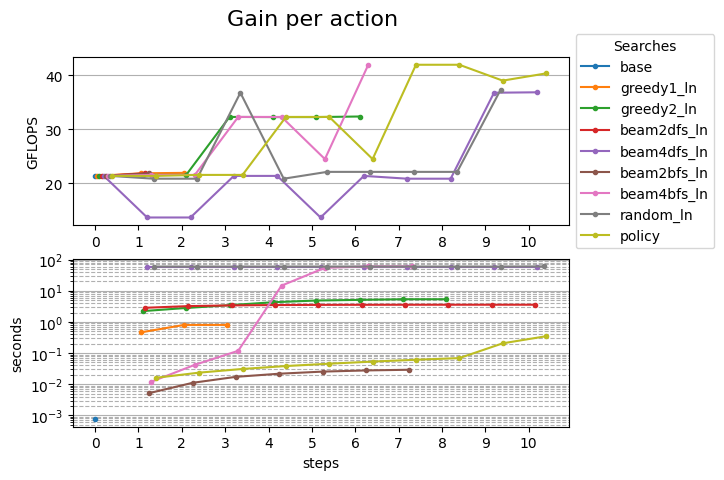 Gain per action
GFLOPS
40
30
20
0 1 2 3 4 5 6 7 8 9 10
Searches
base
greedy1_ln
greedy2_ln
beam2dfs_ln
beam4dfs_ln
beam2bfs_ln
beam4bfs_ln
random_ln
policy
seconds
10²
10¹
10⁰
10⁻¹
10⁻²
10⁻³
0 1 2 3 4 5 6 7 8 9 10
steps